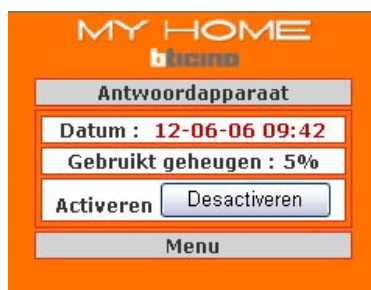 MY HOME
bticino
Antwoordapparaat
Datum : 12-06-06 09:42
Gebruikt geheugen : 5%
Activeren Desactiveren
Menu